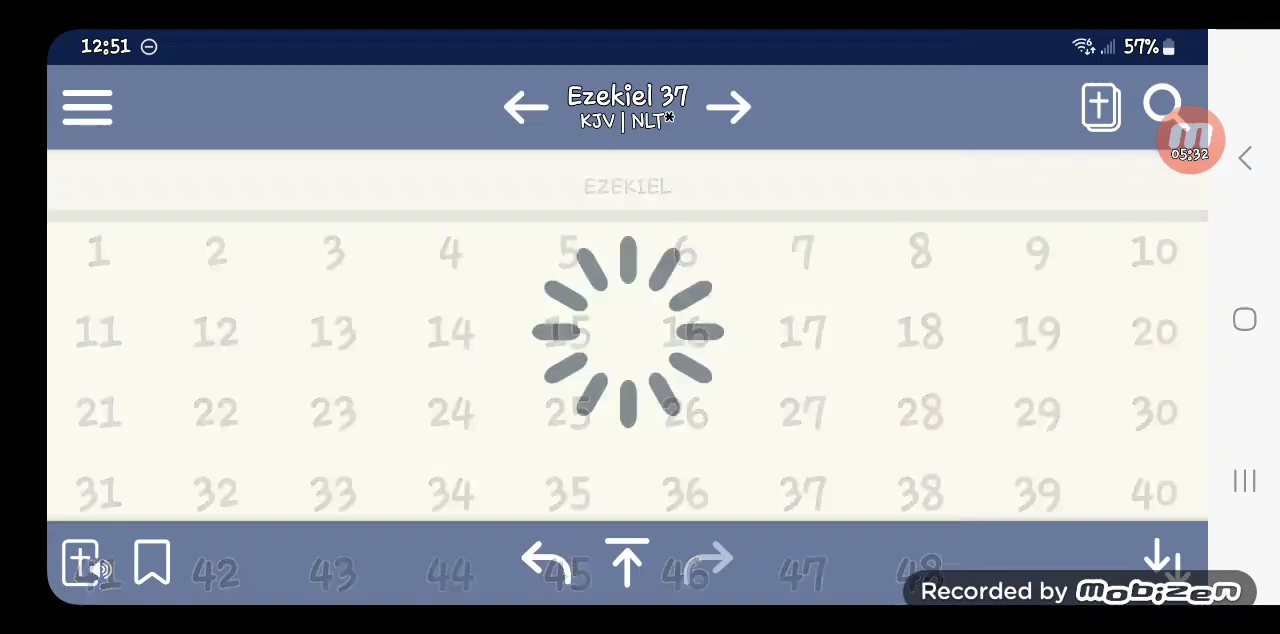 12:51 57%
Ezekiel 37
KJV | NLT*
05:32
EZEKIEL
1 2 3 4 5 6 7 8 9 10
11 12 13 14 15 16 17 18 19 20
21 22 23 24 25 26 27 28 29 30
31 32 33 34 35 36 37 38 39 40
41 42 43 44 45 46 47 48
Recorded by mobizen